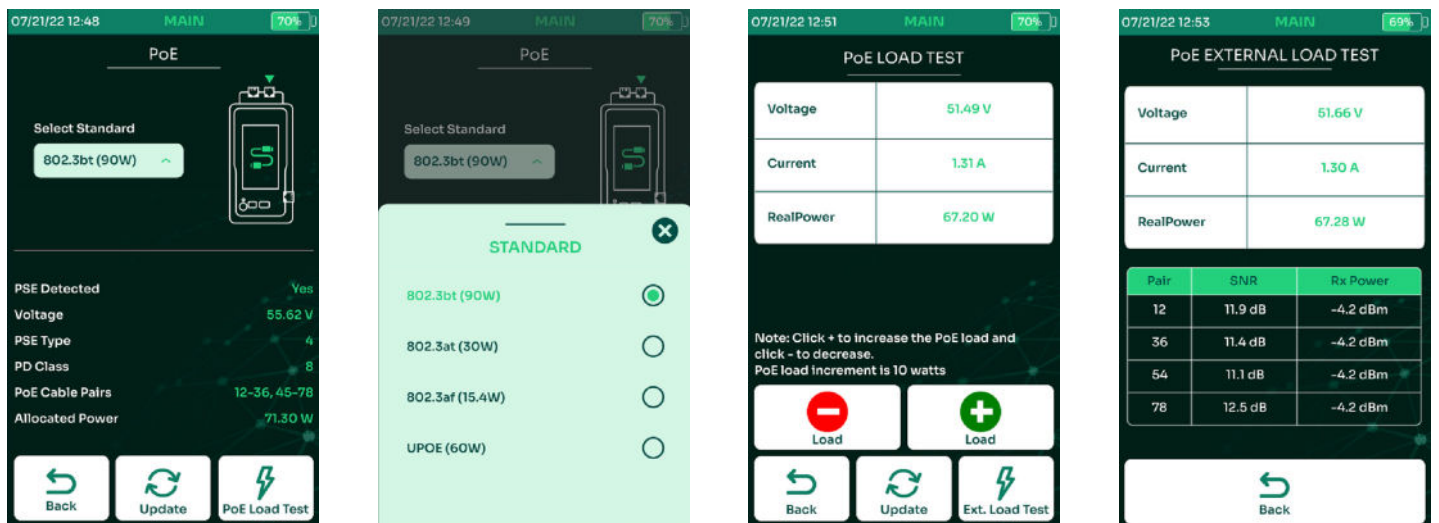 07/21/22 12:48 MAIN 70%
PoE
Select Standard
802.3bt (90W)
PSE Detected Yes
Voltage 55.62 V
PSE Type 4
PD Class 8
PoE Cable Pairs 12-36, 45-78
Allocated Power 71.30 W
Back Update PoE Load Test
07/21/22 12:49 MAIN 70%
PoE
Select Standard
802.3bt (90W)
STANDARD
802.3bt (90W)
802.3at (30W)
802.3af (15.4W)
UPOE (60W)
07/21/22 12:51 MAIN 70%
PoE LOAD TEST
Voltage 51.49 V
Current 1.31 A
RealPower 67.20 W
Note: Click + to increase the PoE load and
click - to decrease.
PoE load increment is 10 watts
Load Load
Back Update Ext. Load Test
07/21/22 12:53 MAIN 69%
PoE EXTERNAL LOAD TEST
Voltage 51.66 V
Current 1.30 A
RealPower 67.28 W
Pair SNR Rx Power
12 11.9 dB -4.2 dBm
36 11.4 dB -4.2 dBm
54 11.1 dB -4.2 dBm
78 12.5 dB -4.2 dBm
Back